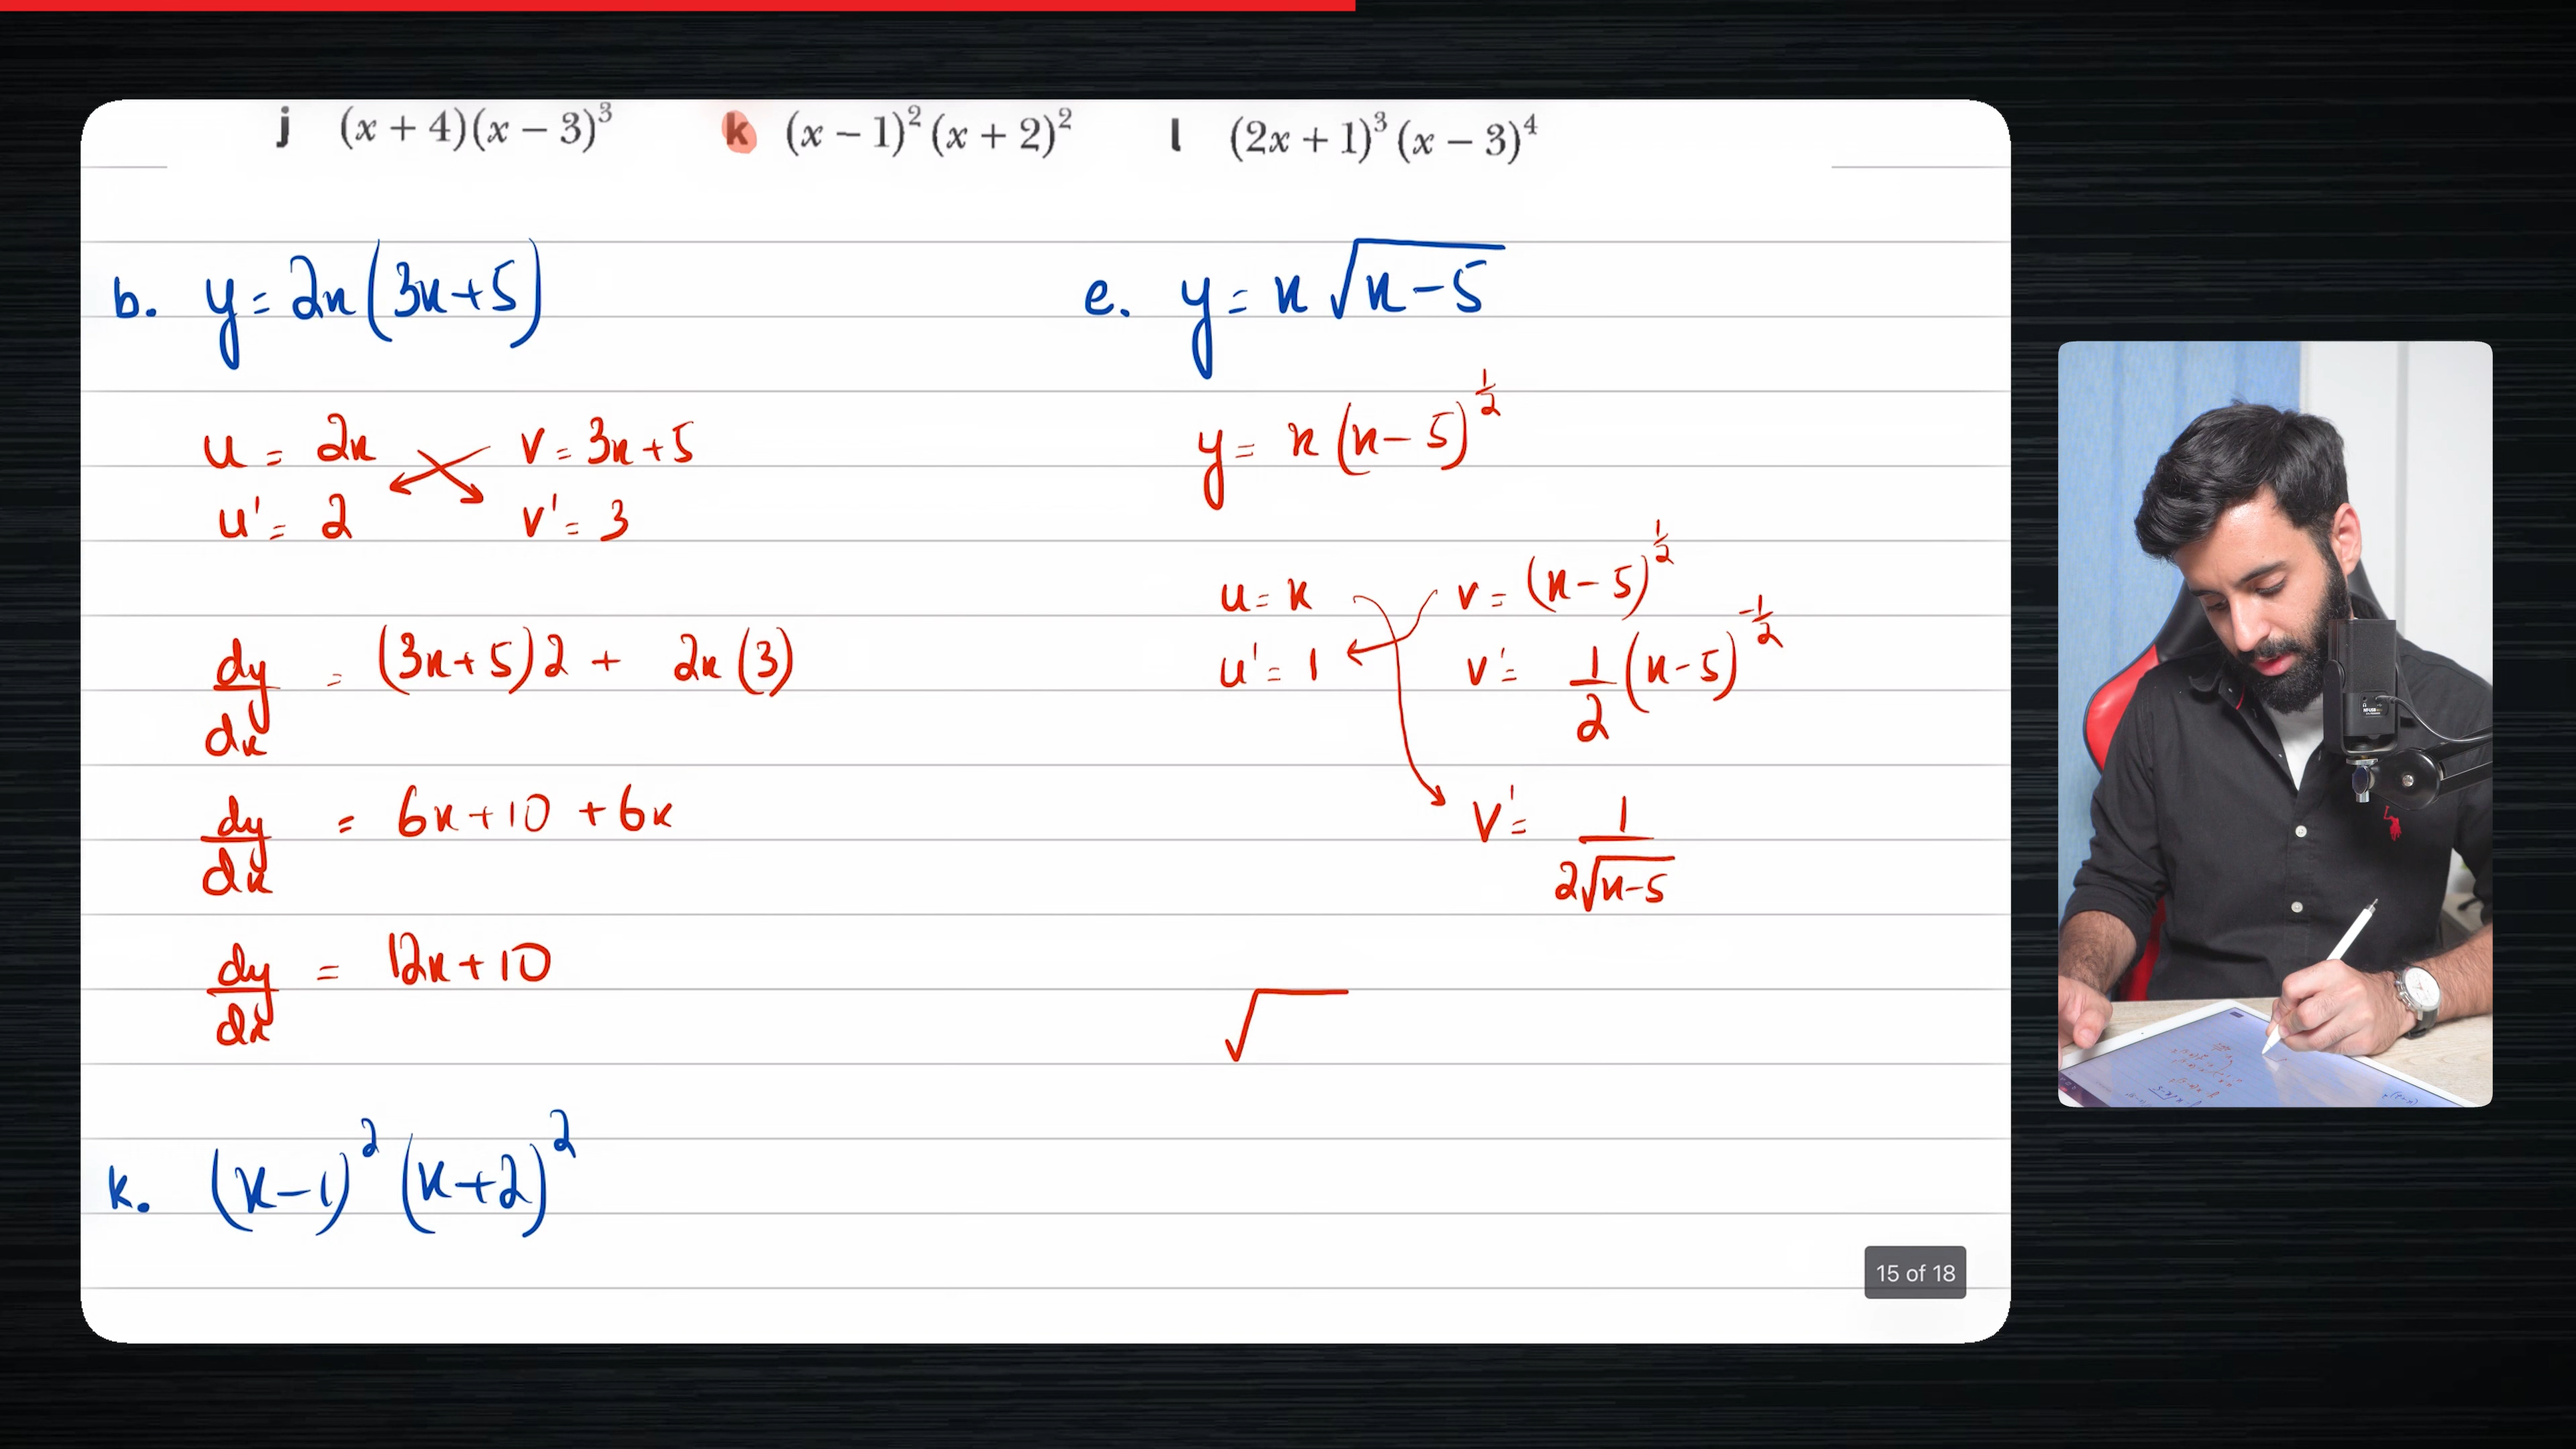 j (x + 4)(x − 3)³ k (x − 1)² (x + 2)² l (2x + 1)³ (x − 3)⁴
b. y = 2x(3x+5)
u = 2x v = 3x+5
u' = 2 v' = 3
dy/dx = (3x+5)2 + 2x(3)
dy/dx = 6x+10 +6x
dy/dx = 12x+10
k. (x−1)² (x+2)²
e. y = x √(x−5)
y = x(x−5)^(1/2)
u = x v = (x−5)^(1/2)
u' = 1 v' = 1/2 (x−5)^(-1/2)
v' = 1/(2√(x−5))
√
15 of 18